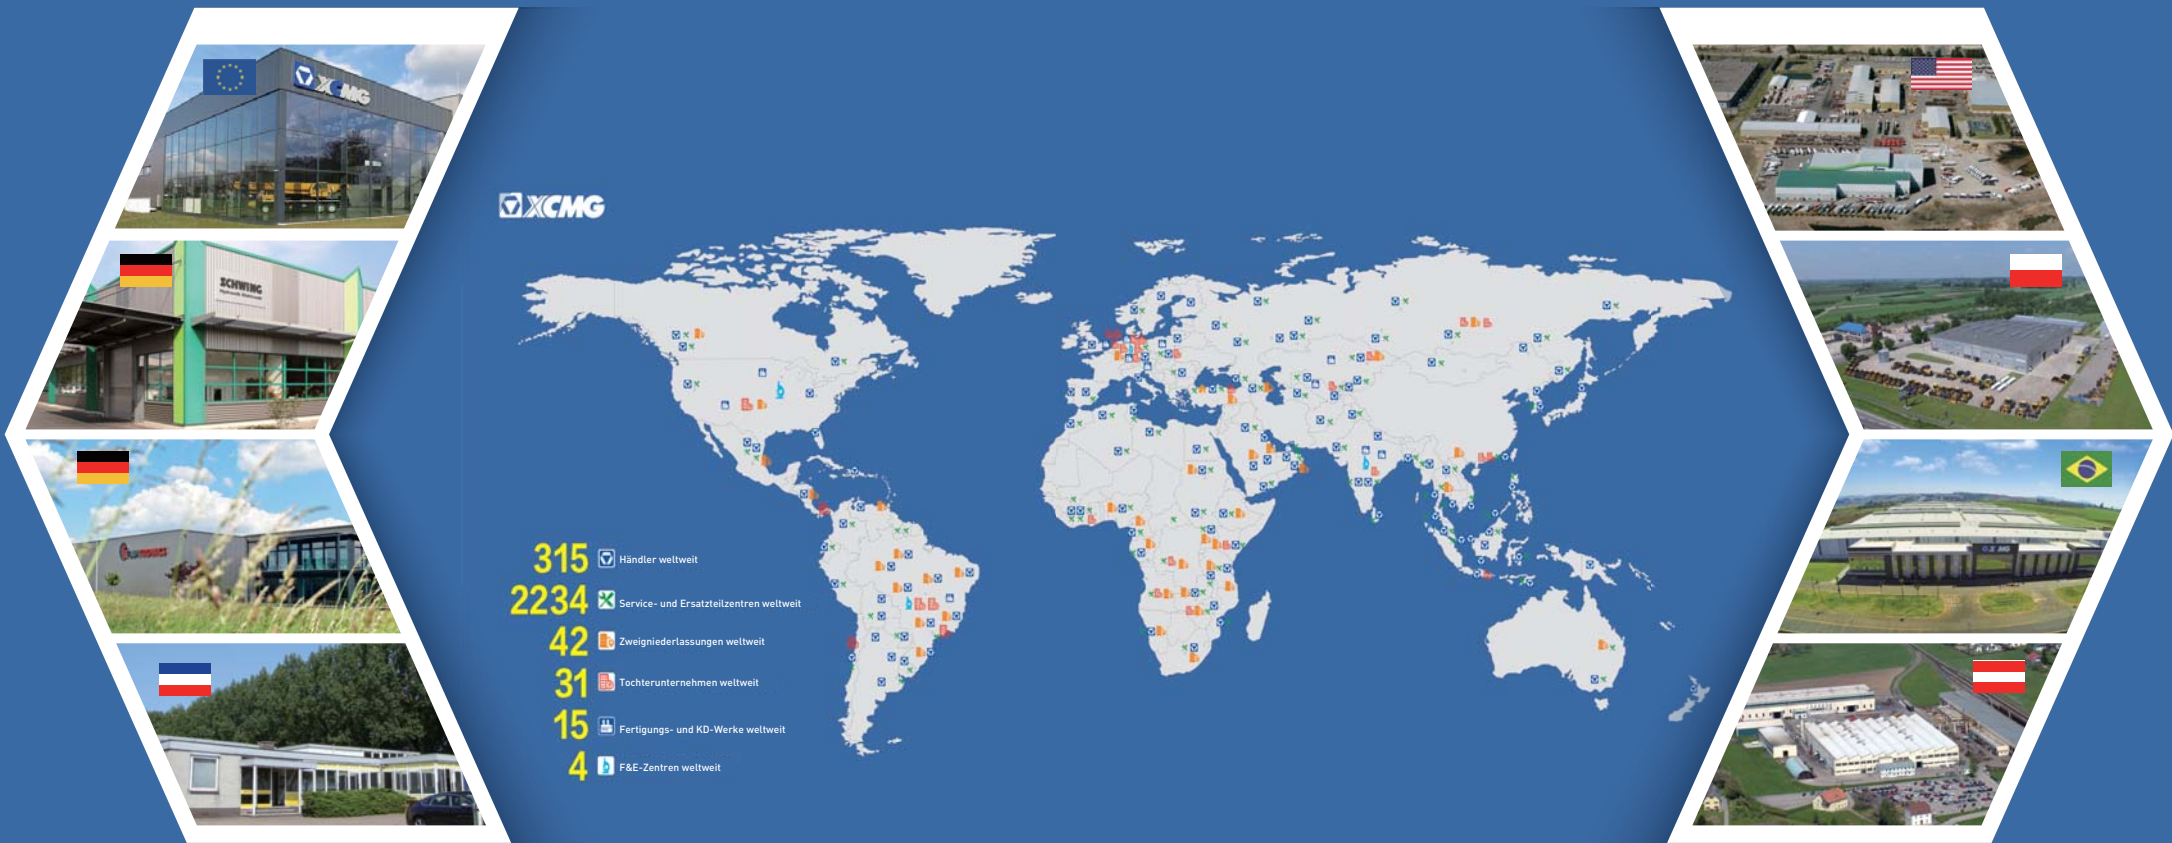 XCMG
SCHWING
XCMG
315 Händler weltweit
2234 Service- und Ersatzteilzentren weltweit
42 Zweigniederlassungen weltweit
31 Tochterunternehmen weltweit
15 Fertigungs- und KD-Werke weltweit
4 F&E-Zentren weltweit